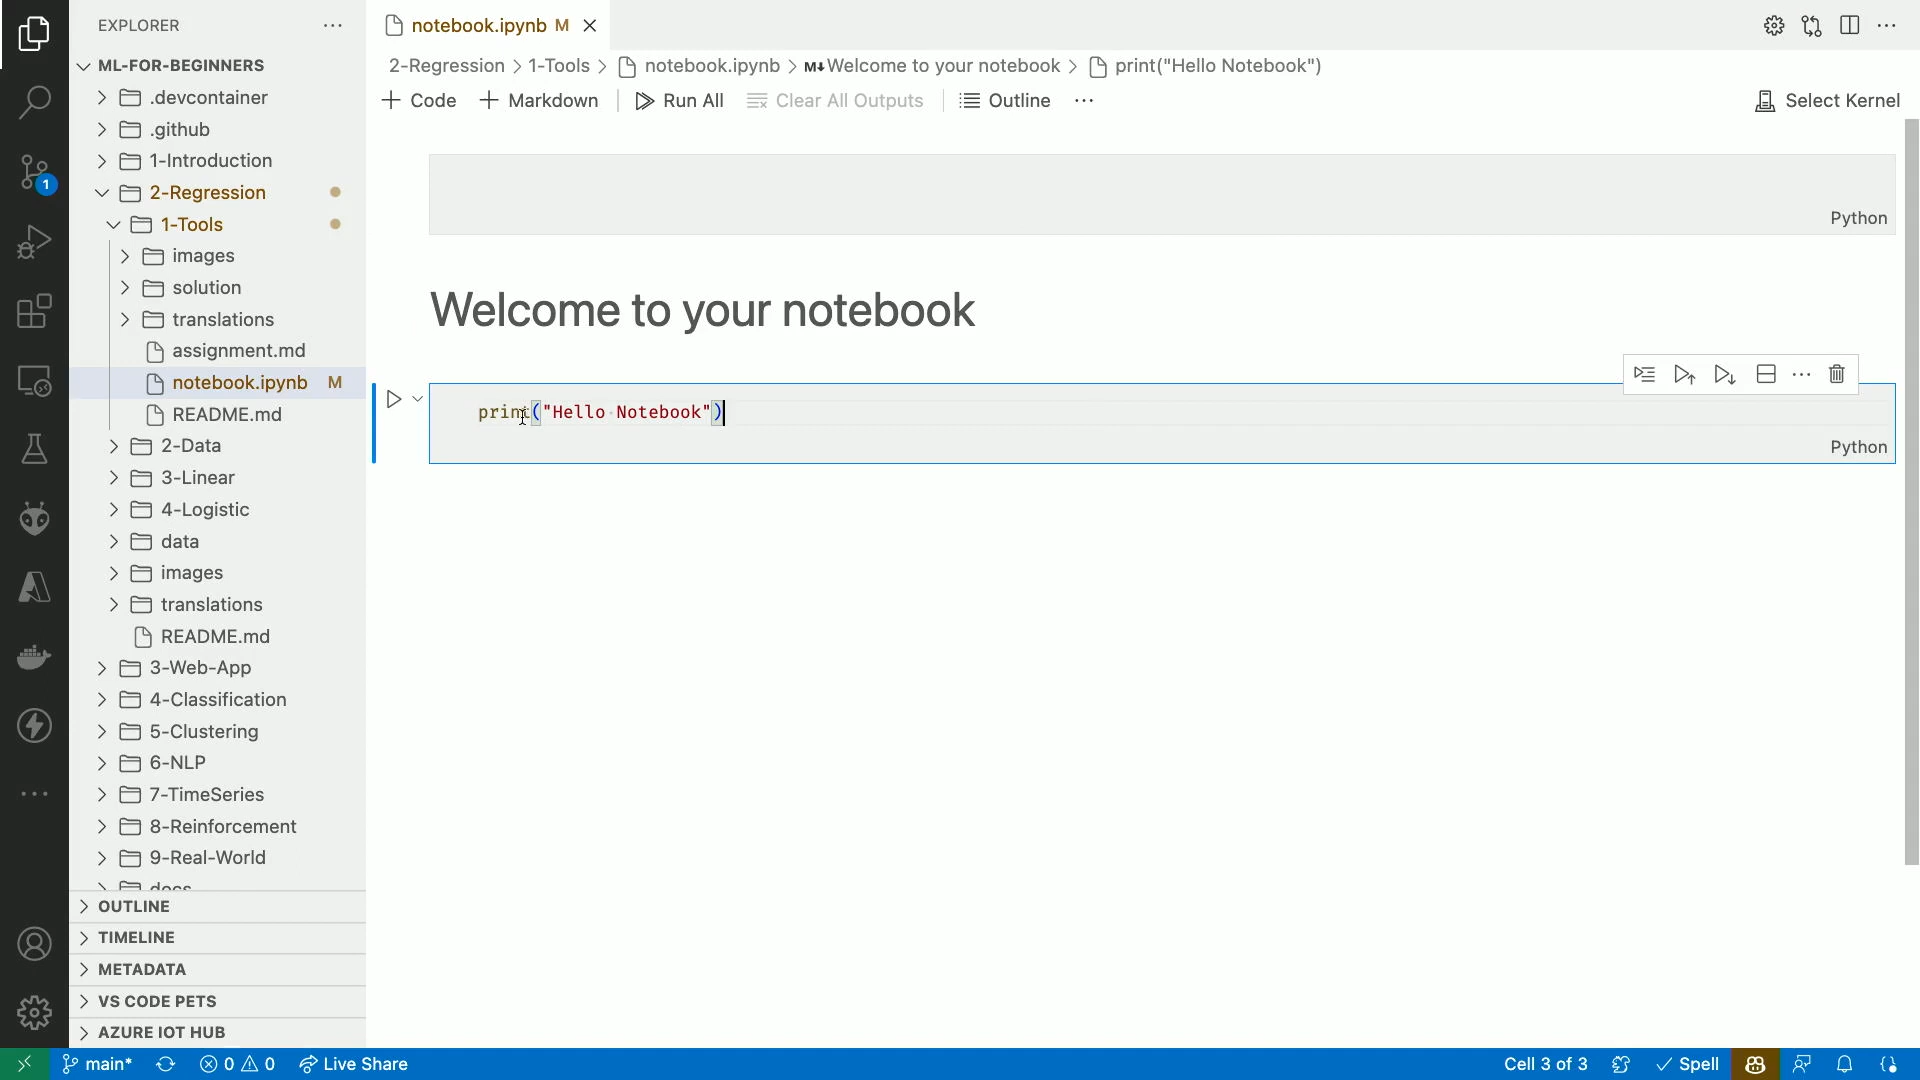 EXPLORER
ML-FOR-BEGINNERS
.devcontainer
.github
1-Introduction
2-Regression
1-Tools
images
solution
translations
assignment.md
notebook.ipynb M
README.md
2-Data
3-Linear
4-Logistic
data
images
translations
README.md
3-Web-App
4-Classification
5-Clustering
6-NLP
7-TimeSeries
8-Reinforcement
9-Real-World
docs
OUTLINE
TIMELINE
METADATA
VS CODE PETS
AZURE IOT HUB
1
notebook.ipynb M
2-Regression > 1-Tools > notebook.ipynb > M↓ Welcome to your notebook > print("Hello Notebook")
+ Code + Markdown Run All Clear All Outputs Outline ··· Select Kernel
Python
Welcome to your notebook
print("Hello Notebook")
Python
main* 0 0 Live Share Cell 3 of 3 Spell